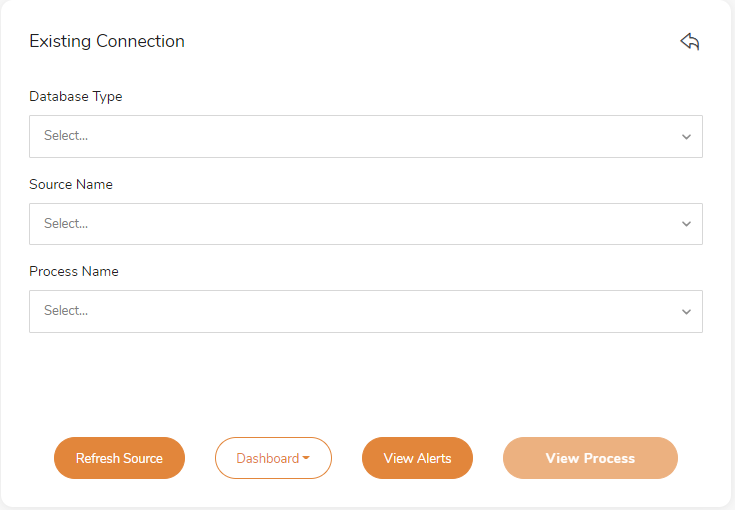 Existing Connection
Database Type
Select...
Source Name
Select...
Process Name
Select...
Refresh Source
Dashboard
View Alerts
View Process